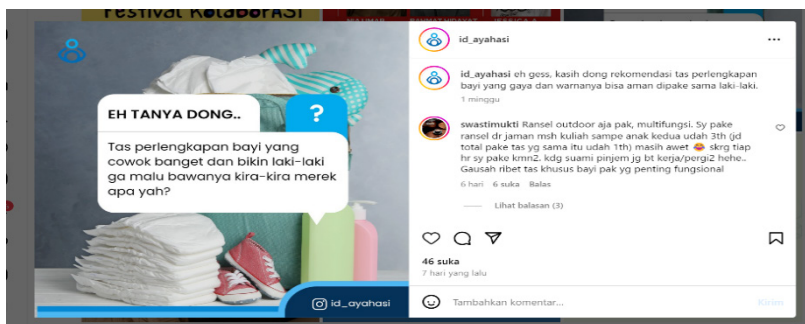 Festival KolaborASI
EH TANYA DONG..
?
Tas perlengkapan bayi yang
cowok banget dan bikin laki-laki
ga malu bawanya kira-kira merek
apa yah?
id_ayahasi
id_ayahasi
id_ayahasi eh gess, kasih dong rekomendasi tas perlengkapan
bayi yang gaya dan warnanya bisa aman dipake sama laki-laki.
1 minggu
swastimukti Ransel outdoor aja pak, multifungsi. Sy pake
ransel dr jaman msh kuliah sampe anak kedua udah 3th (jd
total pake tas yg sama itu udah 1th) masih awet 😂 skrg tiap
hr sy pake kmn2. kdg suami pinjem jg bt kerja/pergi2 hehe..
Gausah ribet tas khusus bayi pak yg penting fungsional
6 hari 6 suka Balas
Lihat balasan (3)
46 suka
7 hari yang lalu
Tambahkan komentar...
Kirim